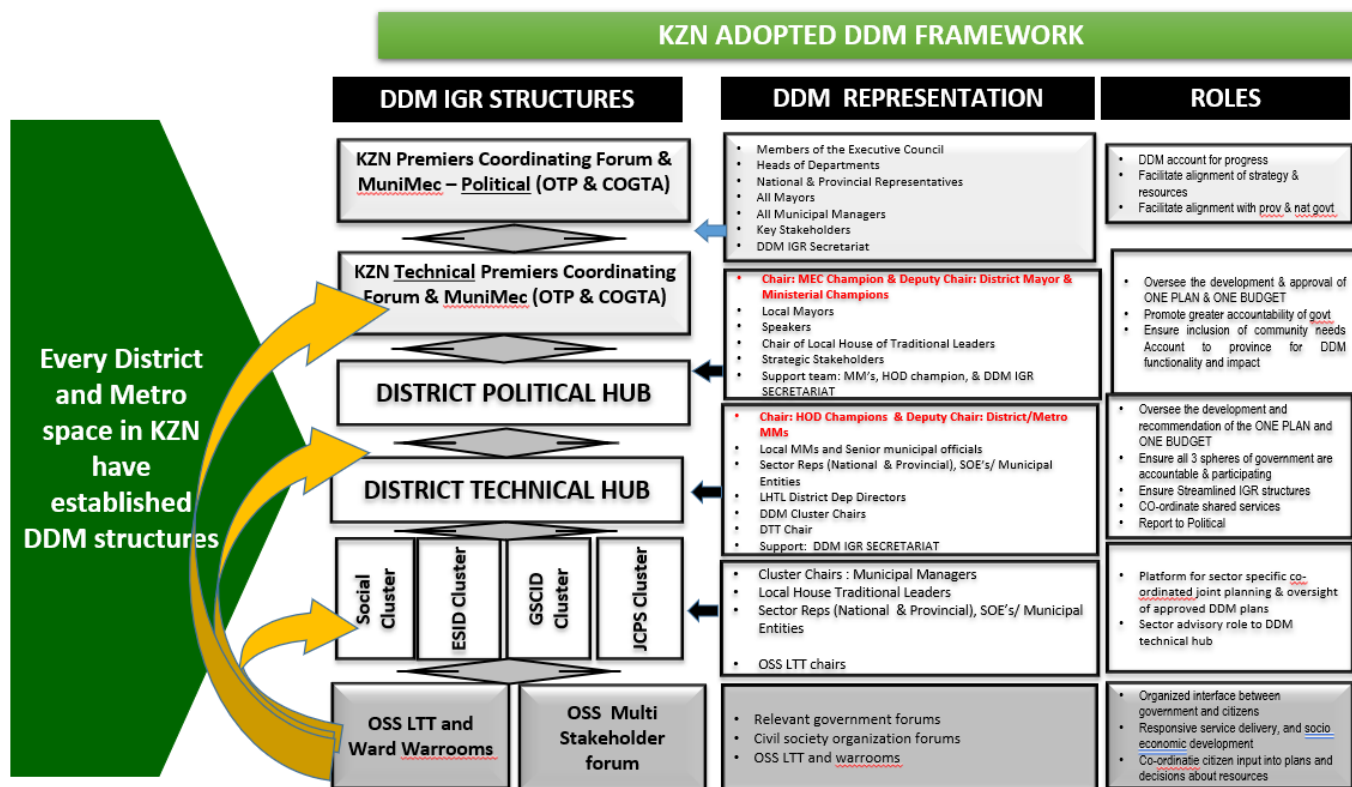 KZN ADOPTED DDM FRAMEWORK
DDM IGR STRUCTURES
DDM REPRESENTATION
ROLES
Every District
and Metro
space in KZN
have
established
DDM structures
KZN Premiers Coordinating Forum &
MuniMec – Political (OTP & COGTA)
• Members of the Executive Council
• Heads of Departments
• National & Provincial Representatives
• All Mayors
• All Municipal Managers
• Key Stakeholders
• DDM IGR Secretariat
• DDM account for progress
• Facilitate alignment of strategy &
resources
• Facilitate alignment with prov & nat govt
KZN Technical Premiers Coordinating
Forum & MuniMec (OTP & COGTA)
DISTRICT POLITICAL HUB
• Chair: MEC Champion & Deputy Chair: District Mayor &
Ministerial Champions
• Local Mayors
• Speakers
• Chair of Local House of Traditional Leaders
• Strategic Stakeholders
• Support team: MM's, HOD champion, & DDM IGR
SECRETARIAT
• Oversee the development & approval of
ONE PLAN & ONE BUDGET
• Promote greater accountability of govt
• Ensure inclusion of community needs
Account to province for DDM
functionality and impact
DISTRICT TECHNICAL HUB
• Chair: HOD Champions & Deputy Chair: District/Metro
MMs
• Local MMs and Senior municipal officials
• Sector Reps (National & Provincial), SOE's/ Municipal
Entities
• LHTL District Dep Directors
• DDM Cluster Chairs
• DTT Chair
• Support: DDM IGR SECRETARIAT
• Oversee the development and
recommendation of the ONE PLAN and
ONE BUDGET
• Ensure all 3 spheres of government are
accountable & participating
• Ensure Streamlined IGR structures
• CO-ordinate shared services
• Report to Political
Social
Cluster
ESID Cluster
GSCID
Cluster
JCPS Cluster
• Cluster Chairs : Municipal Managers
• Local House Traditional Leaders
• Sector Reps (National & Provincial), SOE's/ Municipal
Entities
• OSS LTT chairs
• Platform for sector specific co-
ordinated joint planning & oversight
of approved DDM plans
• Sector advisory role to DDM
technical hub
OSS LTT and
Ward Warrooms
OSS Multi
Stakeholder
forum
• Relevant government forums
• Civil society organization forums
• OSS LTT and warrooms
• Organized interface between
government and citizens
• Responsive service delivery, and socio
economic development
• Co-ordinatie citizen input into plans and
decisions about resources